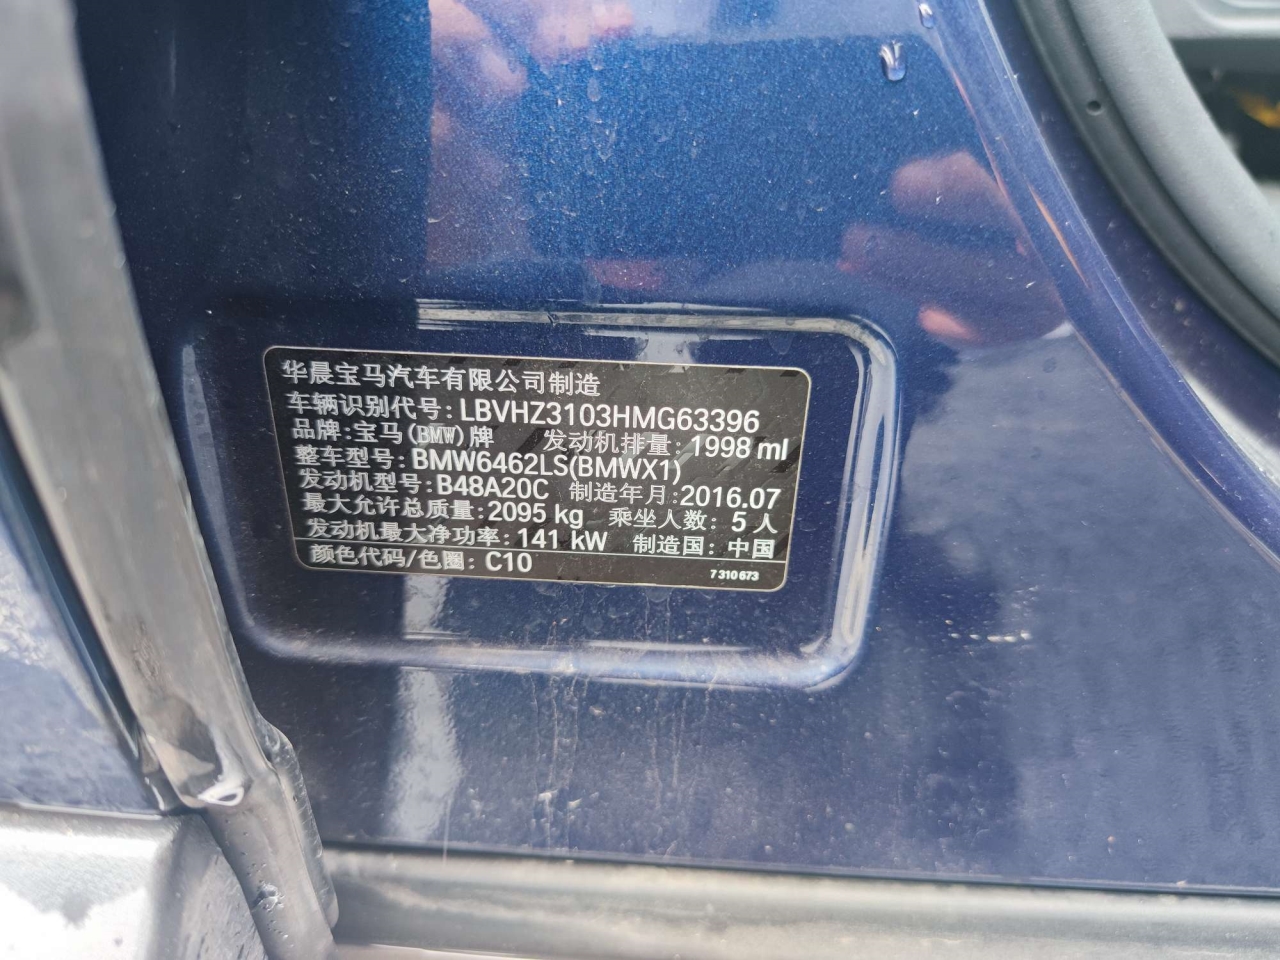 华晨宝马汽车有限公司制造
车辆识别代号: LBVHZ3103HMG63396
品牌: 宝马(BMW)牌 发动机排量: 1998 ml
整车型号: BMW6462LS(BMWX1)
发动机型号: B48A20C 制造年月: 2016.07
最大允许总质量: 2095 kg 乘坐人数: 5 人
发动机最大净功率: 141 kW 制造国: 中国
颜色代码/色圈: C10
7 310 673